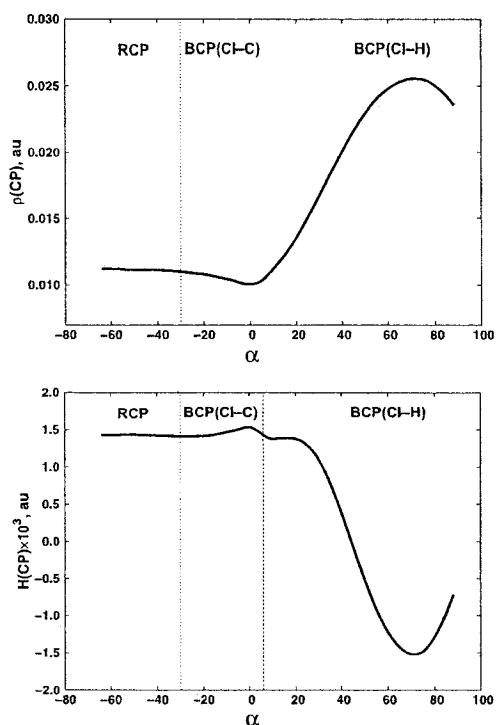 0.030
RCP BCP(Cl–C) BCP(Cl–H)
0.025
0.020
ρ(CP), au
0.015
0.010
−80 −60 −40 −20 0 20 40 60 80 100
α
2.0
RCP BCP(Cl–C) BCP(Cl–H)
1.5
1.0
0.5
H(CP)×10³, au
0.0
−0.5
−1.0
−1.5
−2.0
−80 −60 −40 −20 0 20 40 60 80 100
α